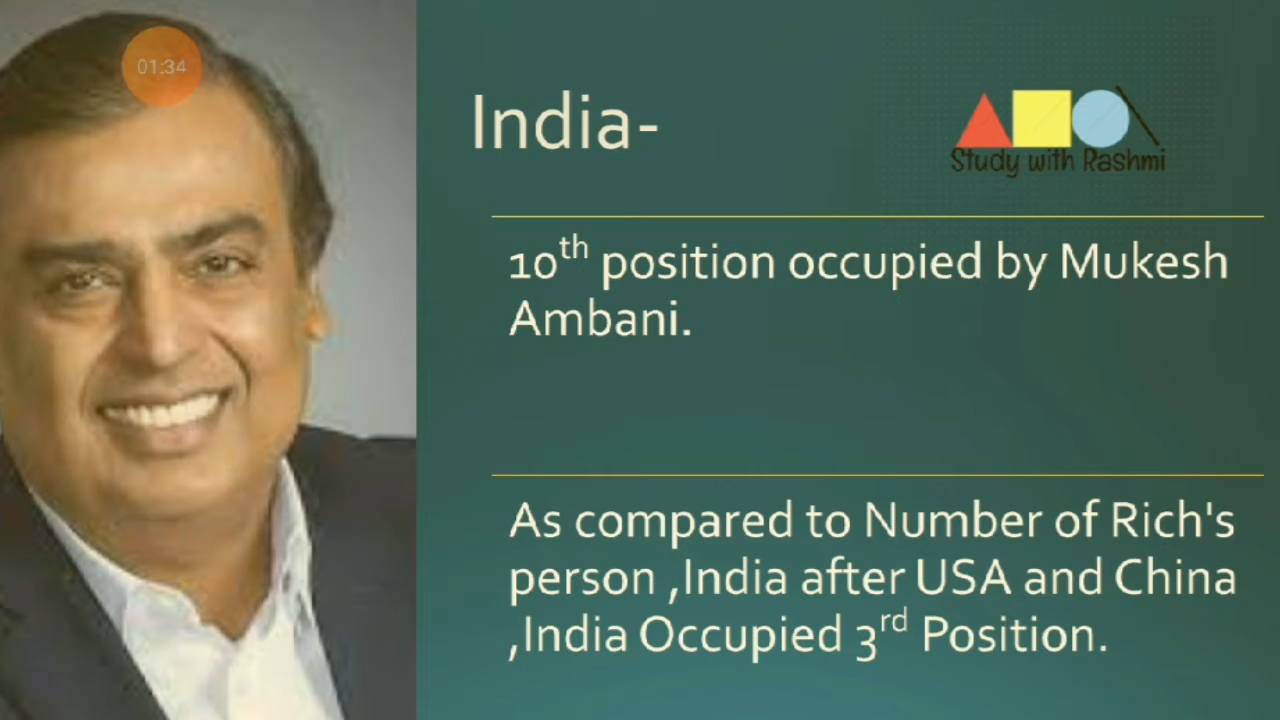 01:34
India-
Study with Rashmi
10th position occupied by Mukesh
Ambani.
As compared to Number of Rich's
person ,India after USA and China
,India Occupied 3rd Position.